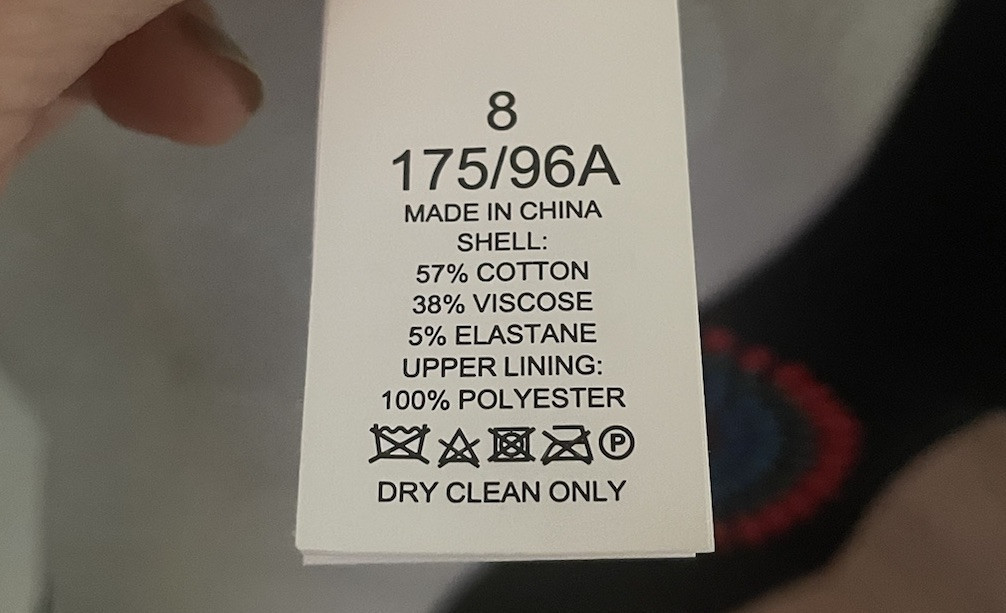 8
175/96A
MADE IN CHINA
SHELL:
57% COTTON
38% VISCOSE
5% ELASTANE
UPPER LINING:
100% POLYESTER
P
DRY CLEAN ONLY